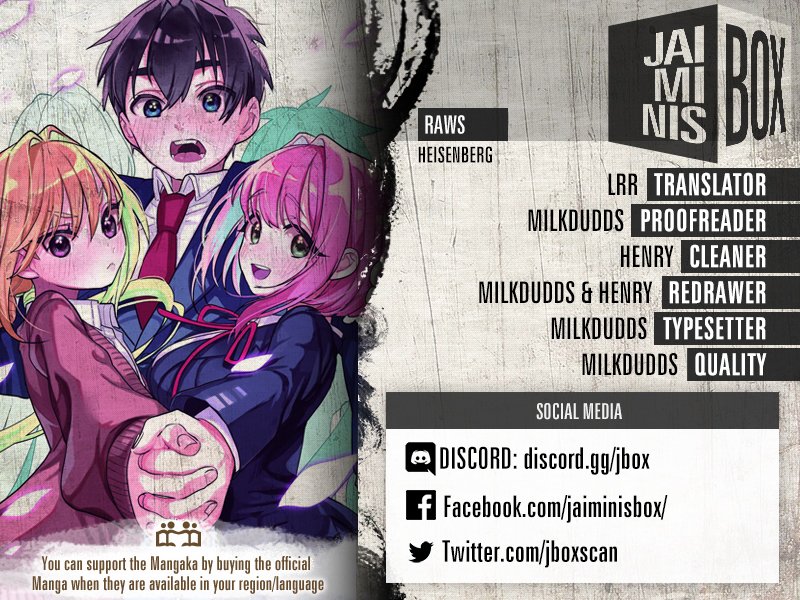 JAI
MI
NIS
BOX
RAWS
HEISENBERG
LRR TRANSLATOR
MILKDUDDS PROOFREADER
HENRY CLEANER
MILKDUDDS & HENRY REDRAWER
MILKDUDDS TYPESETTER
MILKDUDDS QUALITY
SOCIAL MEDIA
DISCORD: discord.gg/jbox
Facebook.com/jaiminisbox/
Twitter.com/jboxscan
You can support the Mangaka by buying the official
Manga when they are available in your region/language